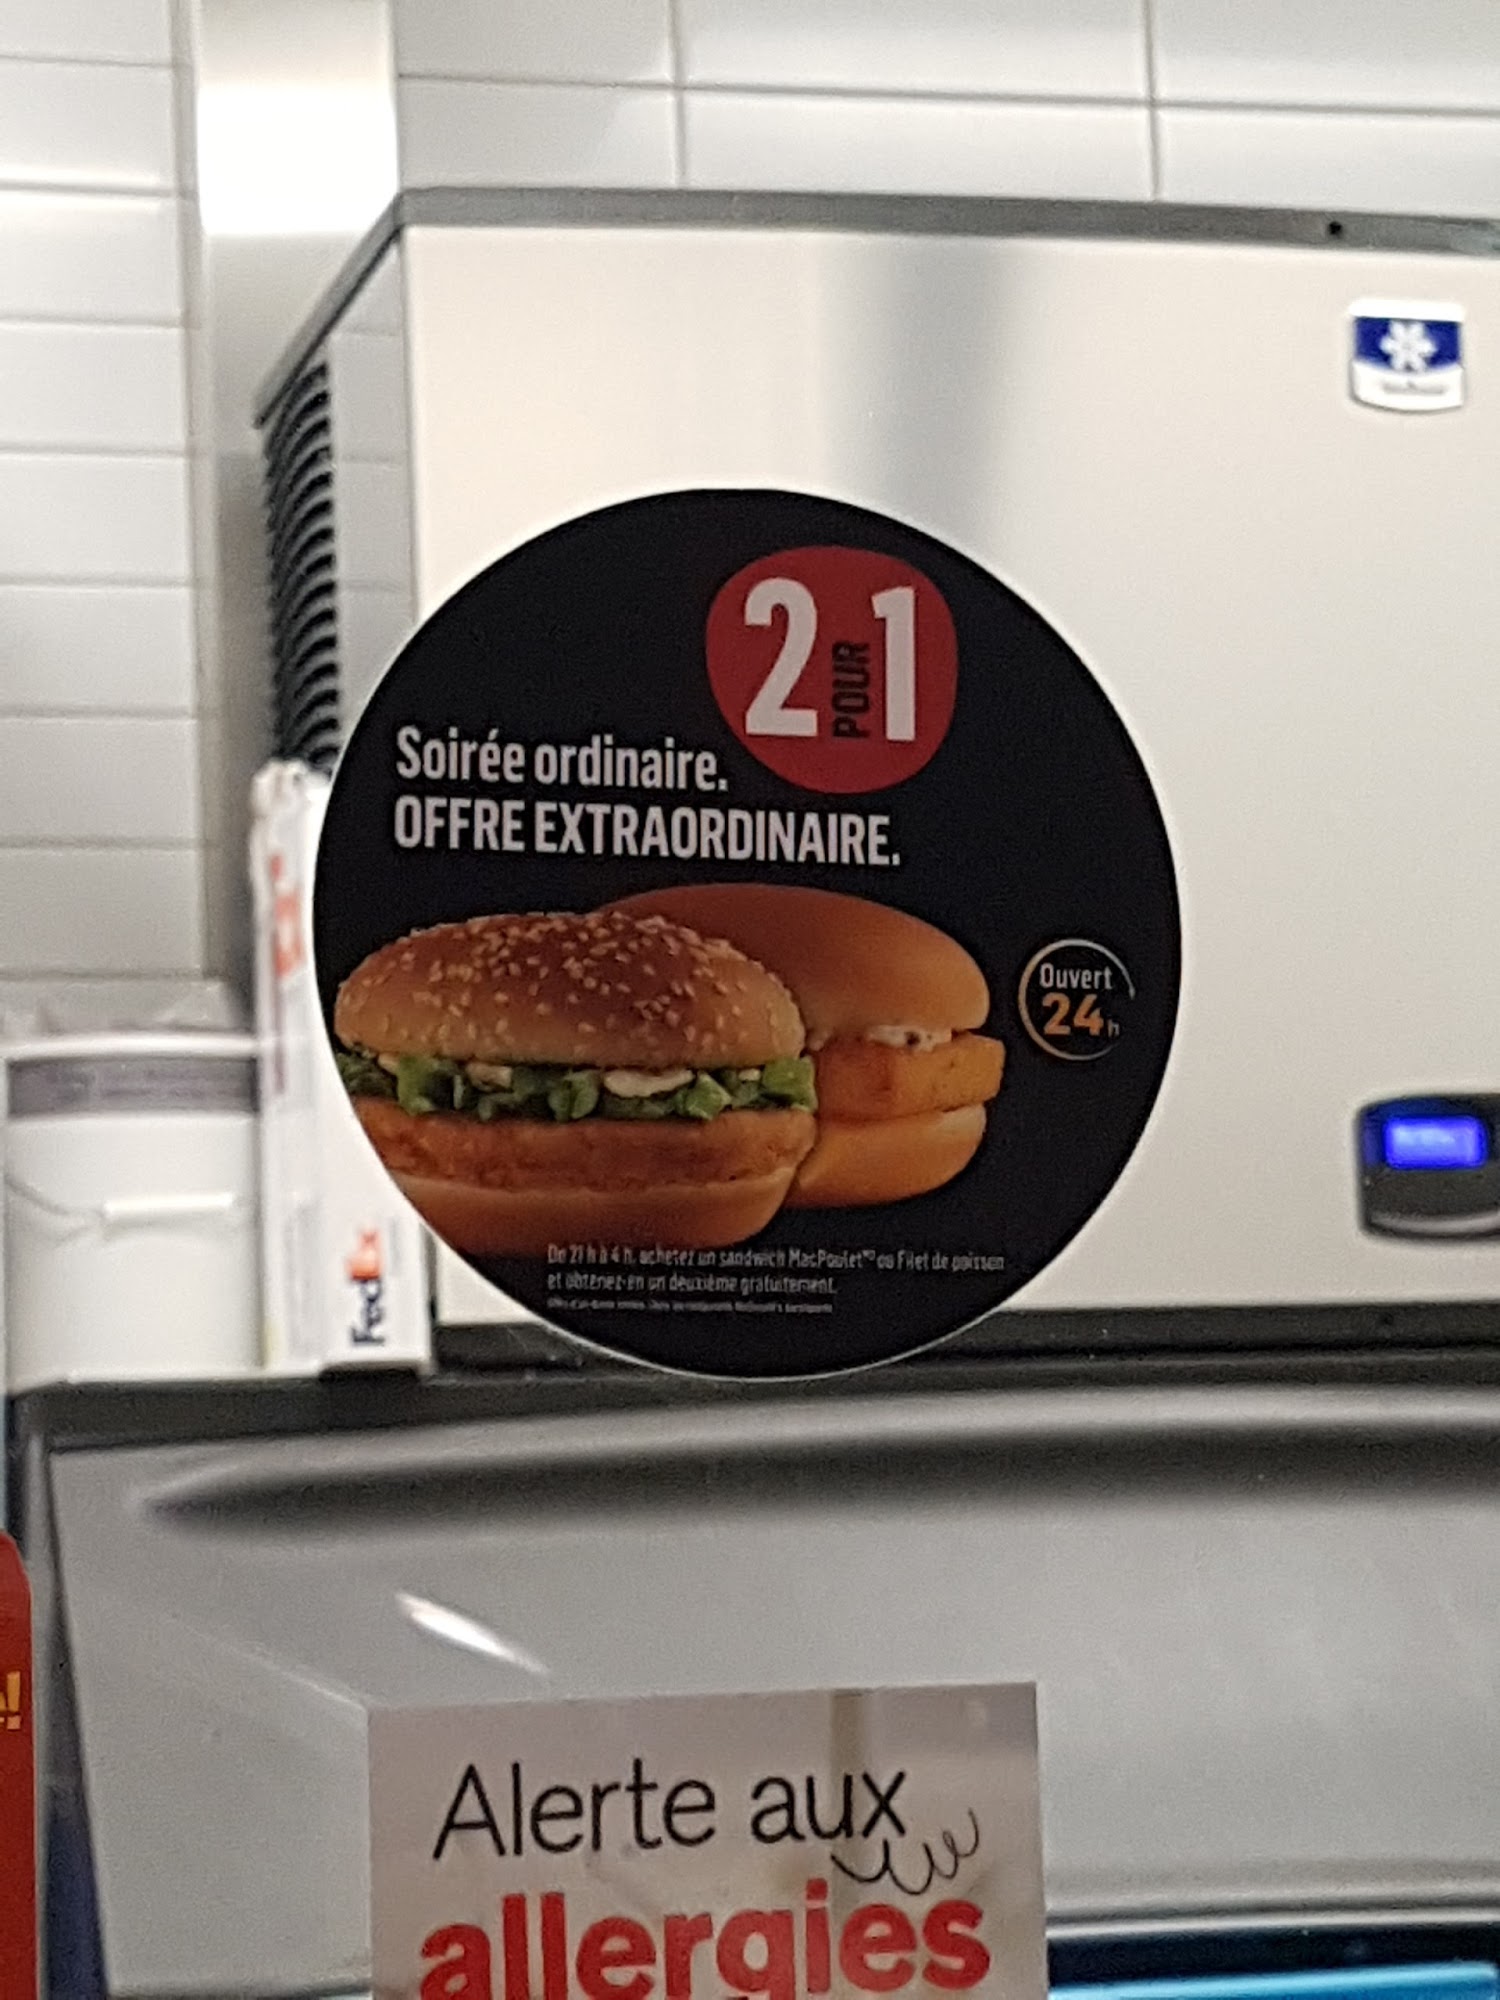 2 POUR 1
Soirée ordinaire.
OFFRE EXTRAORDINAIRE.
Ouvert
24h
De 21 h à 4 h, achetez un sandwich MacPoulet ou Filet de poisson
et obtenez-en un deuxième gratuitement.
FedEx
Alerte aux
allergies